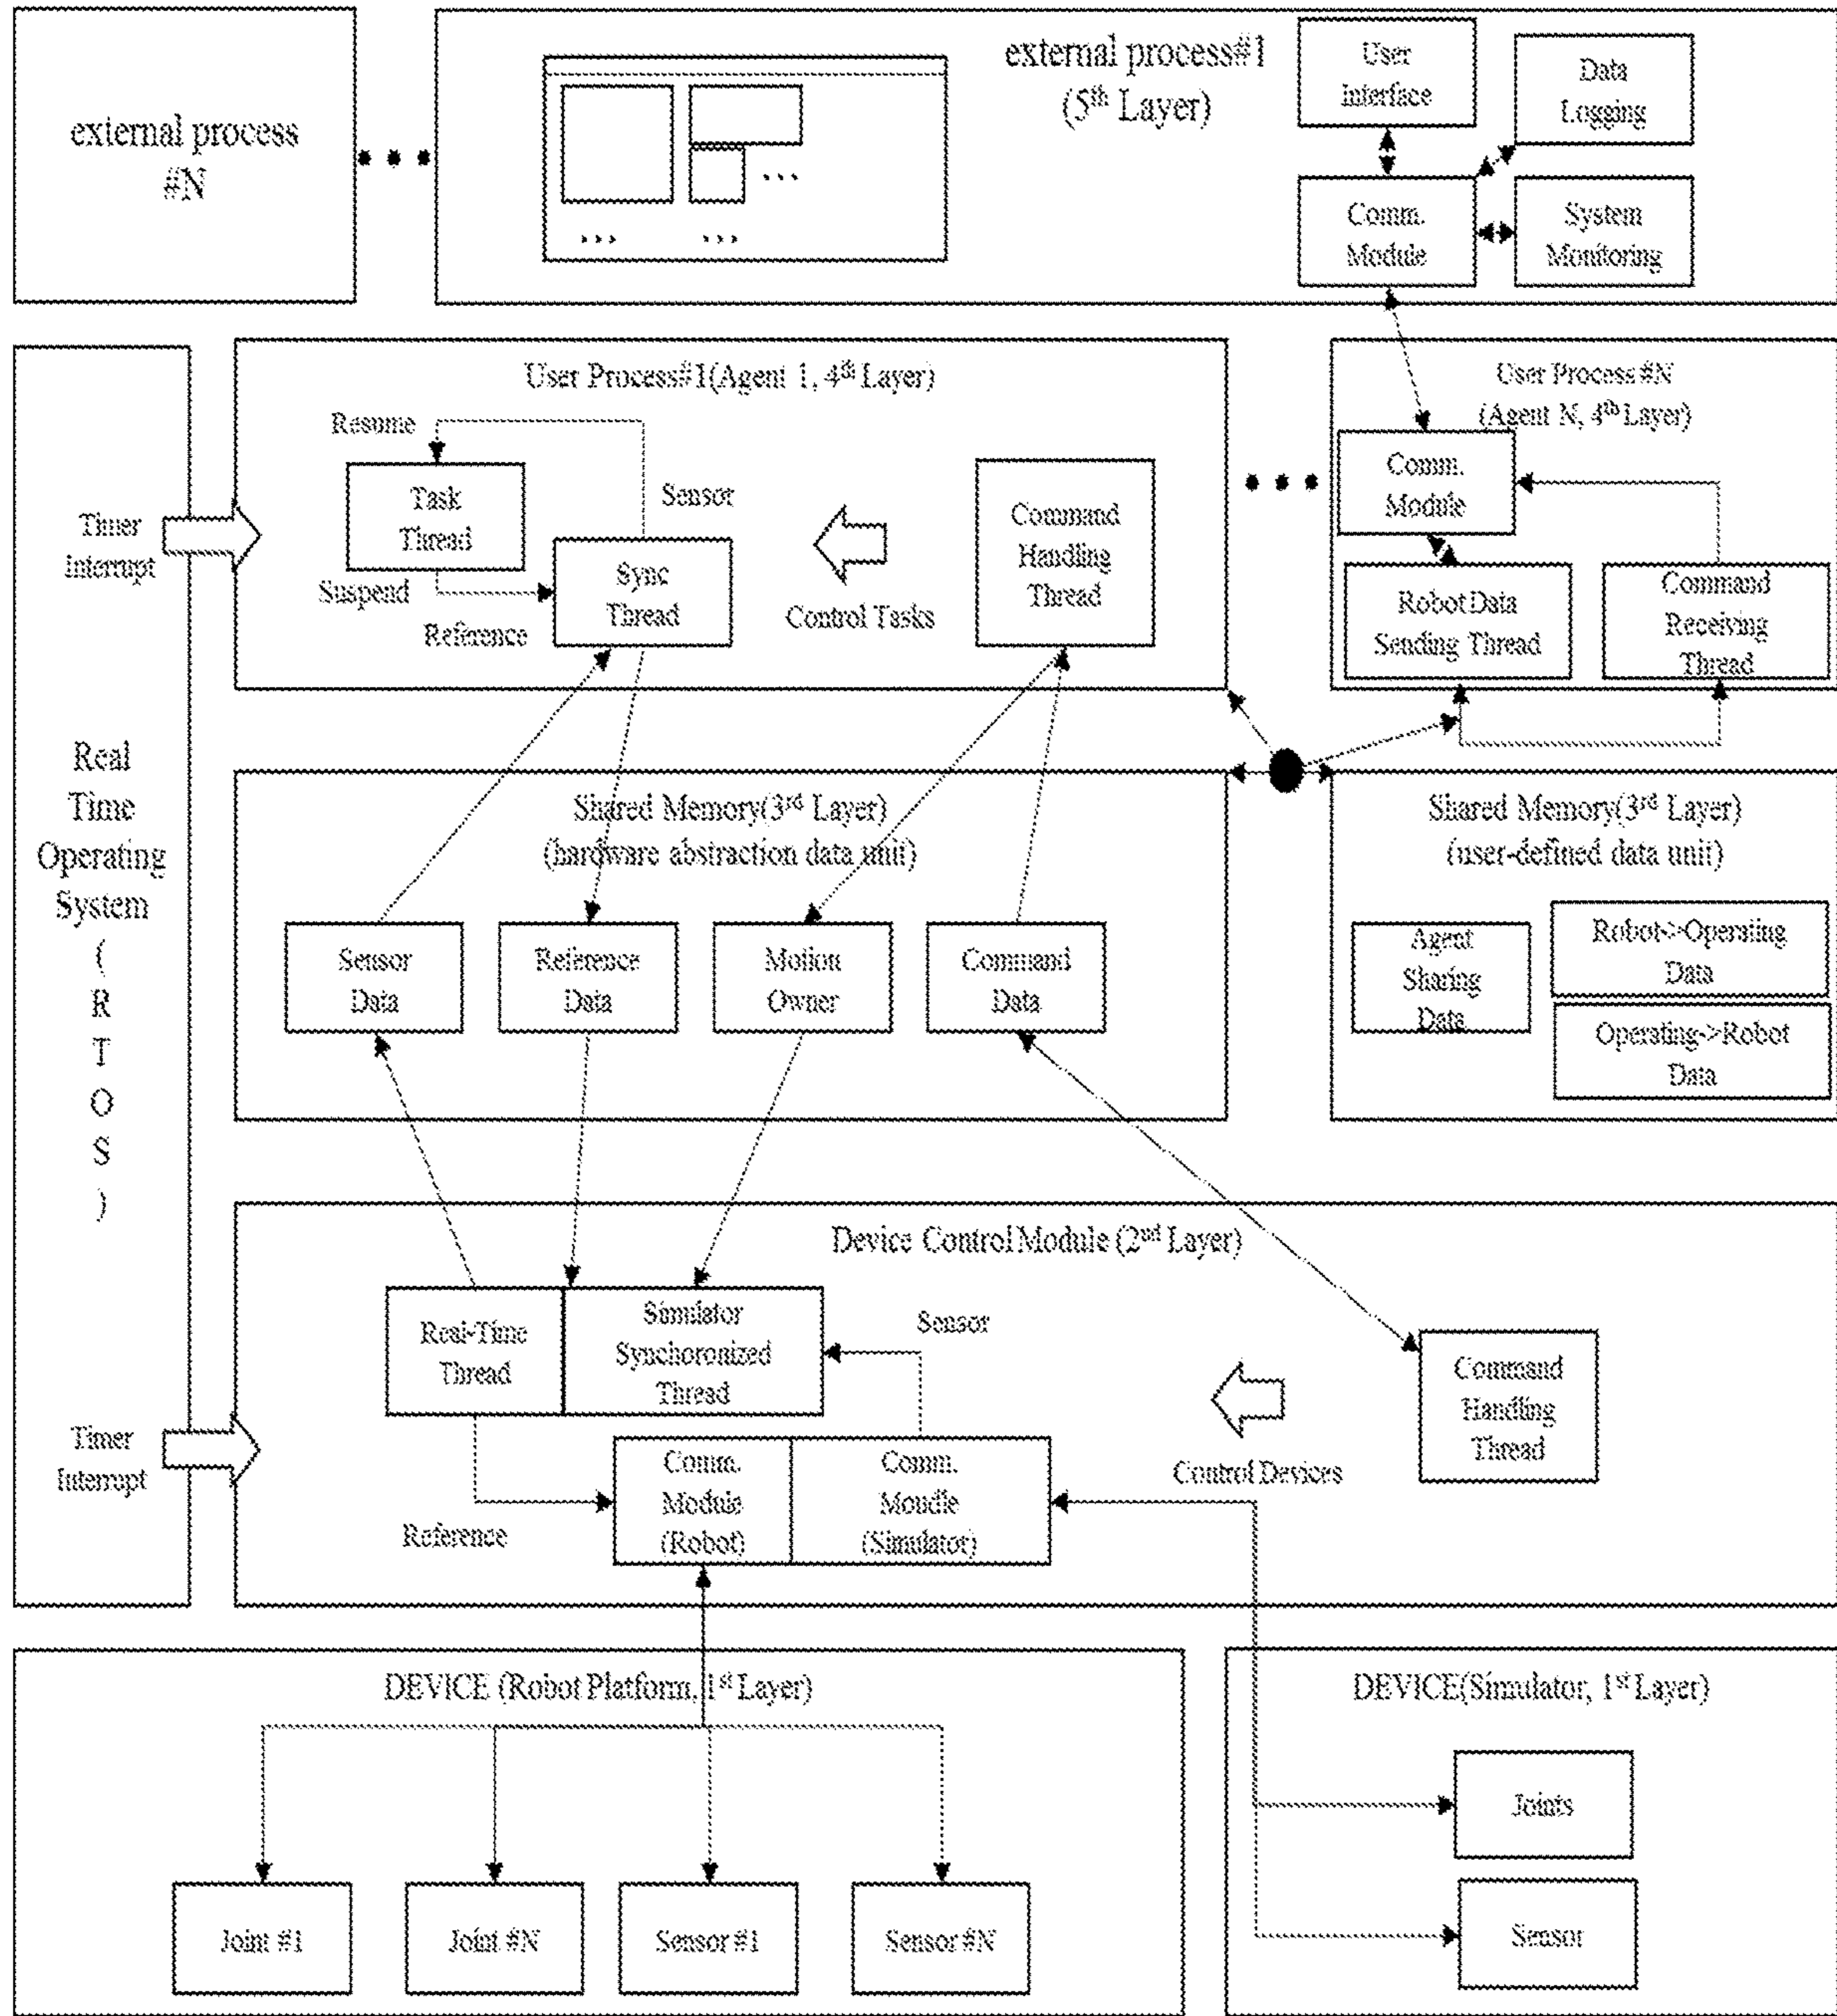 external process
#N
external process#1
(5th Layer)
User
Interface
Data
Logging
Comm.
Module
System
Monitoring
Real
Time
Operating
System
(
R
T
O
S
)
Timer
Interrupt
User Process#1(Agent 1, 4th Layer)
Resume
Task
Thread
Suspend
Sensor
Sync
Thread
Reference
Control Tasks
Command
Handling
Thread
User Process #N
(Agent N, 4th Layer)
Comm.
Module
Robot Data
Sending Thread
Command
Receiving
Thread
Shared Memory(3rd Layer)
(hardware abstraction data unit)
Sensor
Data
Reference
Data
Motion
Owner
Command
Data
Shared Memory(3rd Layer)
(user-defined data unit)
Agent
Sharing
Data
Robot->Operating
Data
Operating->Robot
Data
Timer
Interrupt
Device Control Module (2nd Layer)
Real-Time
Thread
Simulator
Synchoronized
Thread
Sensor
Reference
Comm.
Module
(Robot)
Comm.
Moudle
(Simulator)
Control Devices
Command
Handling
Thread
DEVICE (Robot Platform, 1st Layer)
Joint #1
Joint #N
Sensor #1
Sensor #N
DEVICE(Simulator, 1st Layer)
Joints
Sensor